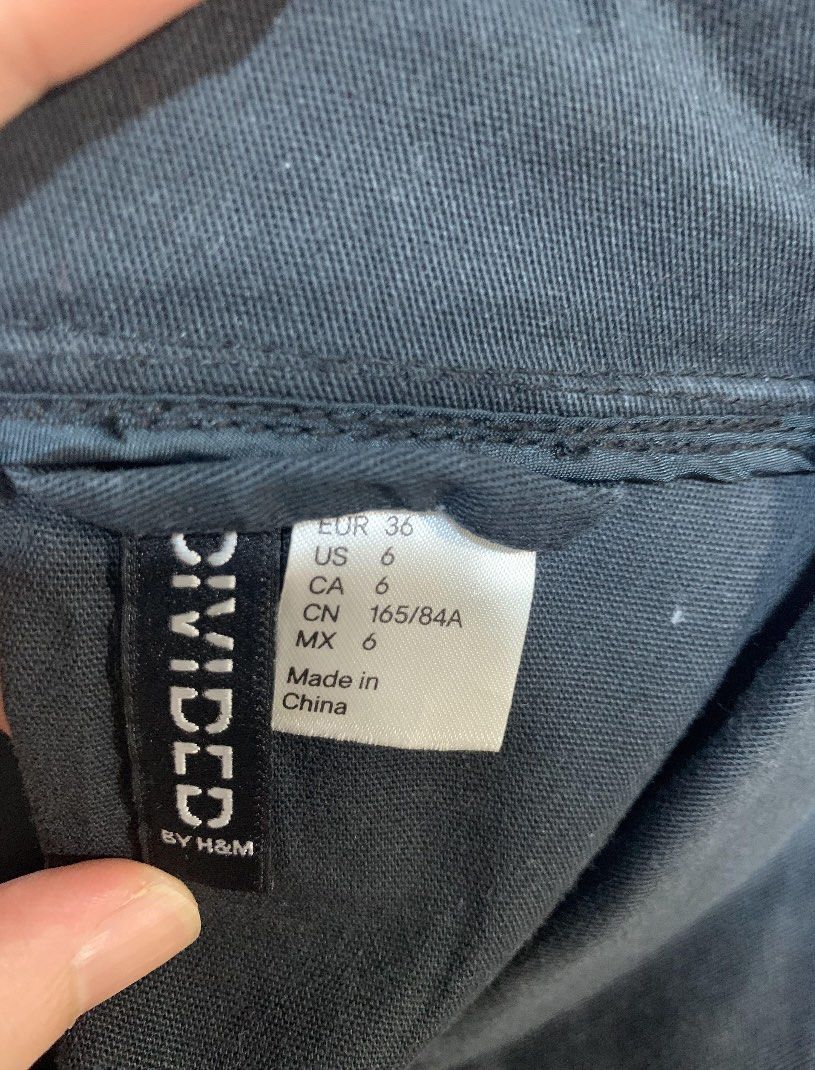 DIVIDED
BY H&M
EUR 36
US 6
CA 6
CN 165/84A
MX 6
Made in
China